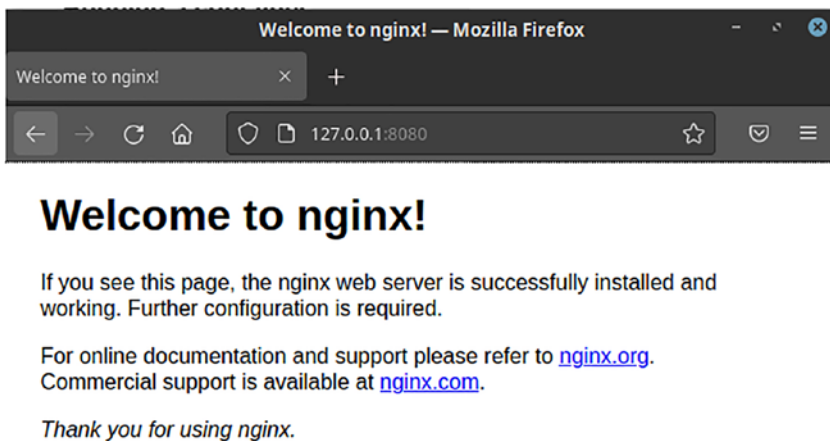 Welcome to nginx! — Mozilla Firefox
Welcome to nginx!
127.0.0.1:8080
Welcome to nginx!
If you see this page, the nginx web server is successfully installed and
working. Further configuration is required.
For online documentation and support please refer to nginx.org.
Commercial support is available at nginx.com.
Thank you for using nginx.